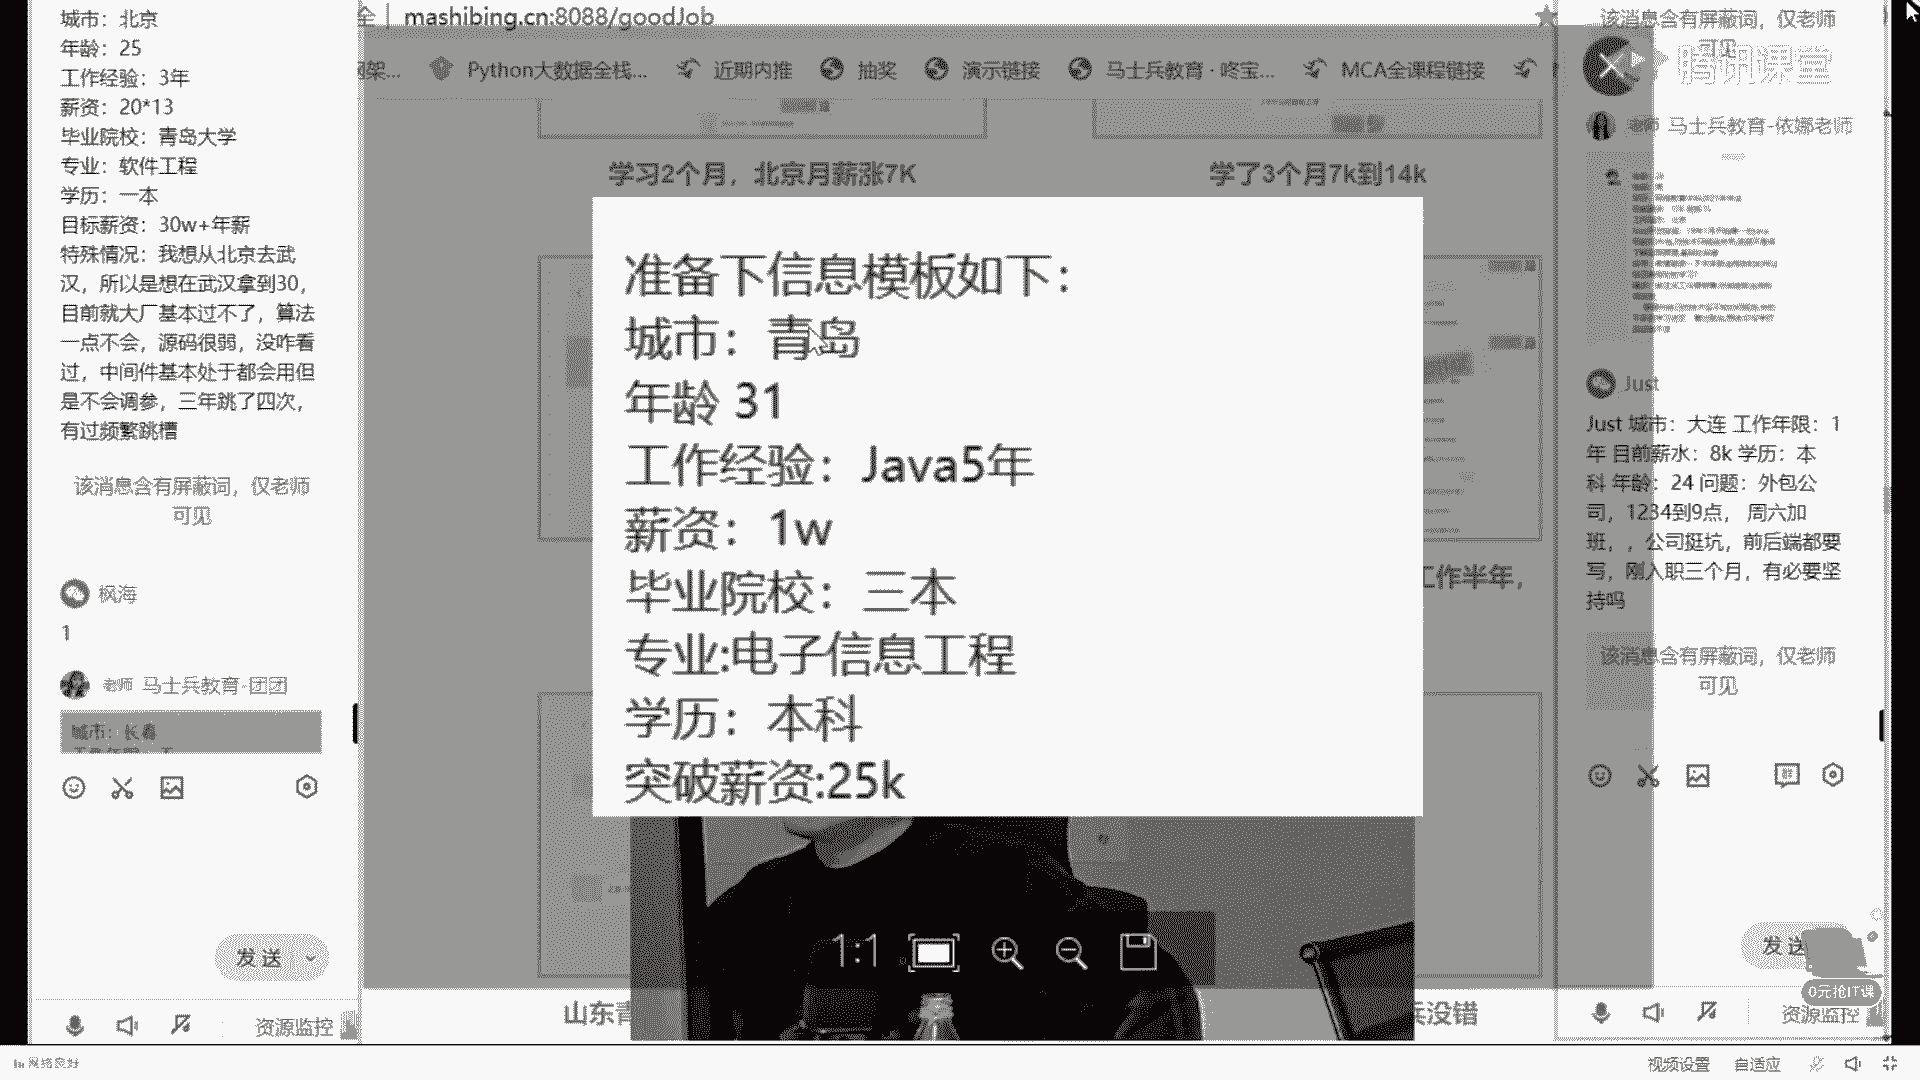 城市：北京
年龄：25
工作经验：3年
薪资：20*13
毕业院校：青岛大学
专业：软件工程
学历：一本
目标薪资：30w+年薪
特殊情况：我想从北京去武
汉，所以是想在武汉拿到30，
目前就大厂基本过不了，算法
一点不会，源码很弱，没咋看
过，中间件基本处于都会用但
是不会调参，三年跳了四次，
有过频繁跳槽
该消息含有屏蔽词，仅老师
可见
枫海
1
老师 马士兵教育-团团
城市：长春
发送
资源监控
网络良好
全 | mashibing.cn:8088/goodJob
网架...
Python大数据全栈...
近期内推
抽奖
演示链接
马士兵教育·咚宝...
MCA全课程链接
学习2个月，北京月薪涨7K
学了3个月7k到14k
准备下信息模板如下：
城市：青岛
年龄 31
工作经验：Java5年
薪资：1w
毕业院校：三本
专业:电子信息工程
学历：本科
突破薪资:25k
工作半年，
1:1
山东青
兵没错
该消息含有屏蔽词，仅老师
可见
腾讯课堂
老师 马士兵教育-依娜老师
Just
Just 城市：大连 工作年限：1
年 目前薪水：8k 学历：本
科 年龄：24 问题：外包公
司，1234到9点， 周六加
班，，公司挺坑，前后端都要
写，刚入职三个月，有必要坚
持吗
该消息含有屏蔽词，仅老师
可见
发送
0元抢IT课
资源监控
视频设置
自适应